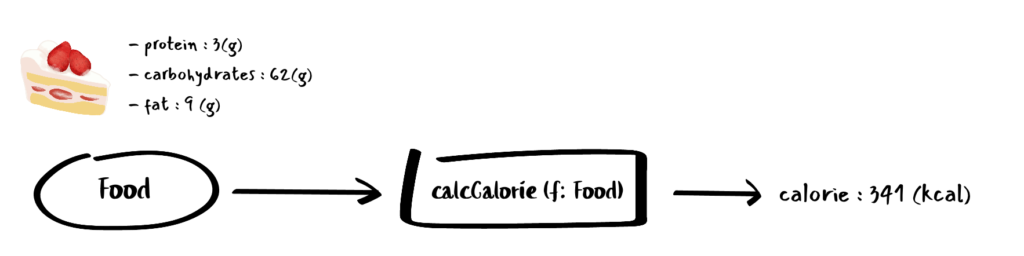 - protein : 3(g)
- carbohydrates : 62(g)
- fat : 9 (g)
Food
calcCalorie (f: Food)
calorie : 341 (kcal)